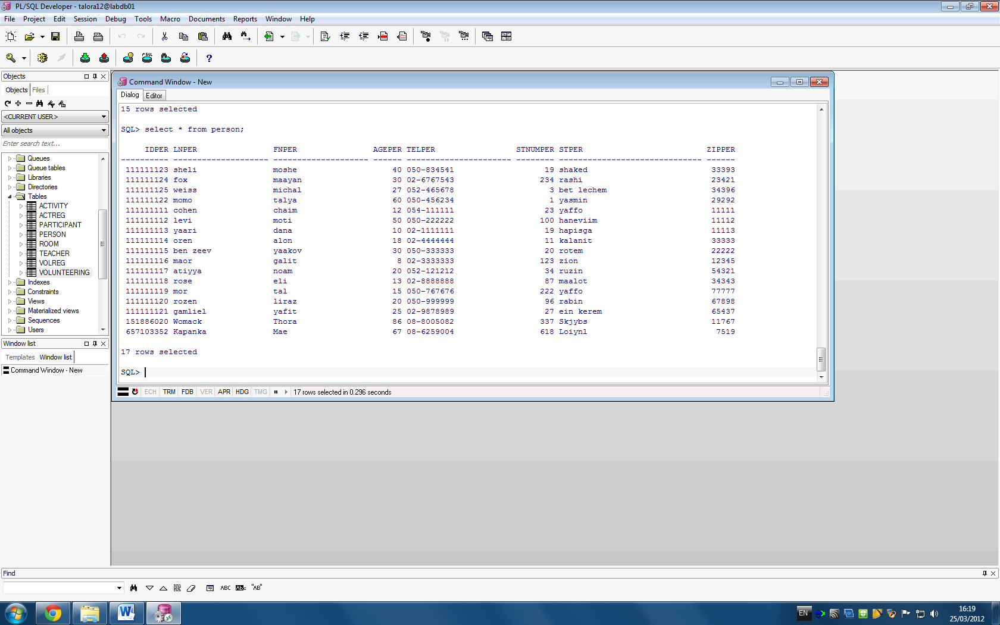 PL/SQL Developer - talora12@labdb01
File Project Edit Session Debug Tools Macro Documents Reports Window Help
Objects
Objects Files
<CURRENT USER>
All objects
Enter search text...
Queues
Queue tables
Libraries
Directories
Tables
ACTIVITY
ACTREG
PARTICIPANT
PERSON
ROOM
TEACHER
VOLREG
VOLUNTEERING
Indexes
Constraints
Views
Materialized views
Sequences
Users
Window list
Templates Window list
Command Window - New
Command Window - New
Dialog Editor
15 rows selected
SQL> select * from person;
IDPER LNPER FNPER AGEPER TELPER STNUMPER STPER ZIPPER
---------- -------------------- -------------------- ------ ---------------------- -------- ------------------------------ ------
111111123 sheli moshe 40 050-834541 19 shaked 33393
111111124 fox maayan 30 02-6767543 234 rashi 23421
111111125 weiss michal 27 052-465678 3 bet lechem 34396
111111122 momo talya 60 050-456234 1 yasmin 29292
111111111 cohen chaim 12 054-111111 23 yaffo 11111
111111112 levi moti 50 050-222222 100 haneviim 11112
111111113 yaari dana 10 02-1111111 19 hapisga 11113
111111114 oren alon 18 02-4444444 11 kalanit 33333
111111115 ben zeev yaakov 30 050-333333 20 rotem 22222
111111116 maor galit 8 02-3333333 123 zion 12345
111111117 atiyya noam 20 052-121212 34 ruzin 54321
111111118 rose eli 13 02-8888888 87 maalot 34343
111111119 mor tal 15 050-767676 222 yaffo 77777
111111120 rozen liraz 20 050-999999 96 rabin 67898
111111121 gamliel yafit 25 02-9878989 27 ein kerem 65437
151886020 Womack Thora 86 08-8005082 337 Skjybs 11767
657103352 Kapanka Mae 67 08-6259004 618 Loiynl 7519
17 rows selected
SQL>
ECH TRM FDB VER APR HDG TMG 17 rows selected in 0.296 seconds
Find
ABC "AB"
EN
16:19
25/03/2012